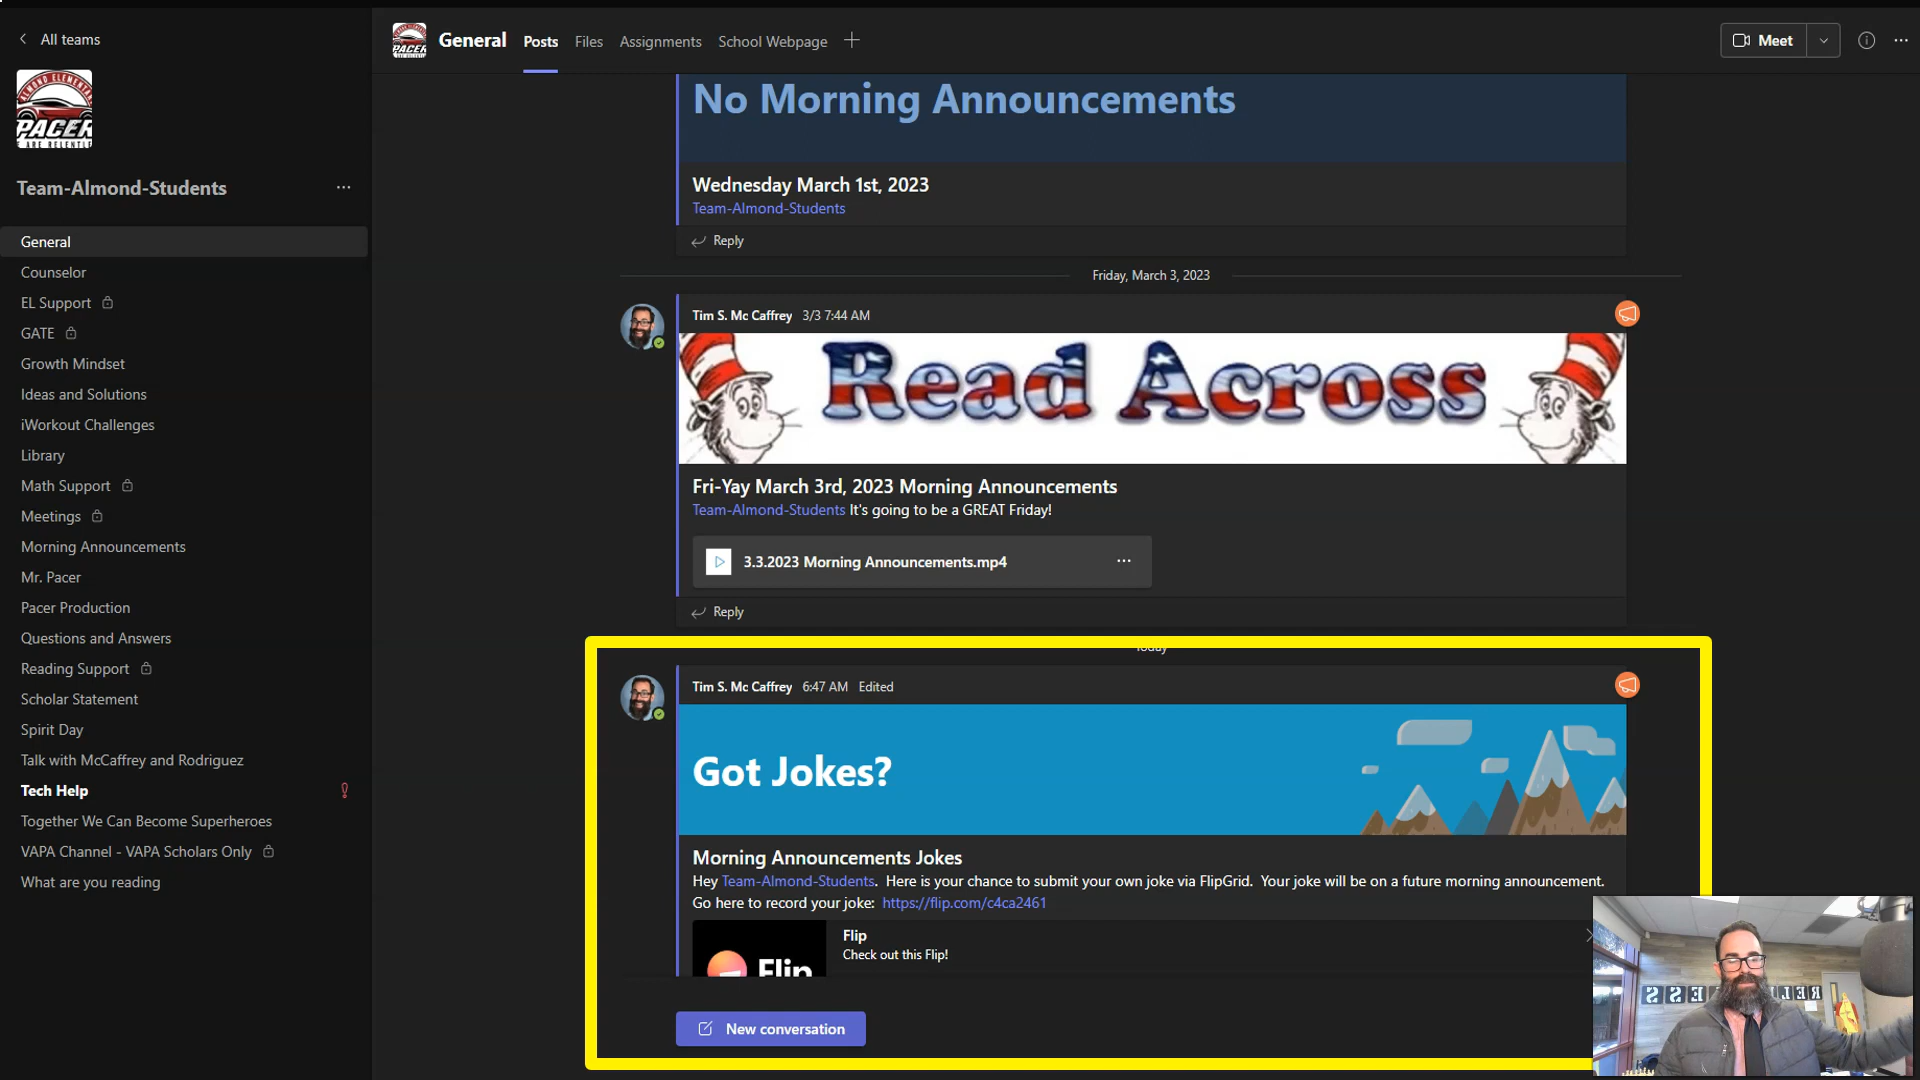 All teams
Team-Almond-Students
General
Counselor
EL Support
GATE
Growth Mindset
Ideas and Solutions
iWorkout Challenges
Library
Math Support
Meetings
Morning Announcements
Mr. Pacer
Pacer Production
Questions and Answers
Reading Support
Scholar Statement
Spirit Day
Talk with McCaffrey and Rodriguez
Tech Help
Together We Can Become Superheroes
VAPA Channel - VAPA Scholars Only
What are you reading
PACER
General Posts Files Assignments School Webpage
Meet
No Morning Announcements
Wednesday March 1st, 2023
Team-Almond-Students
Reply
Friday, March 3, 2023
Tim S. Mc Caffrey 3/3 7:44 AM
Read Across
Fri-Yay March 3rd, 2023 Morning Announcements
Team-Almond-Students It's going to be a GREAT Friday!
3.3.2023 Morning Announcements.mp4
Reply
Today
Tim S. Mc Caffrey 6:47 AM Edited
Got Jokes?
Morning Announcements Jokes
Hey Team-Almond-Students. Here is your chance to submit your own joke via FlipGrid. Your joke will be on a future morning announcement.
Go here to record your joke: https://flip.com/c4ca2461
Flip
Flip
Check out this Flip!
New conversation